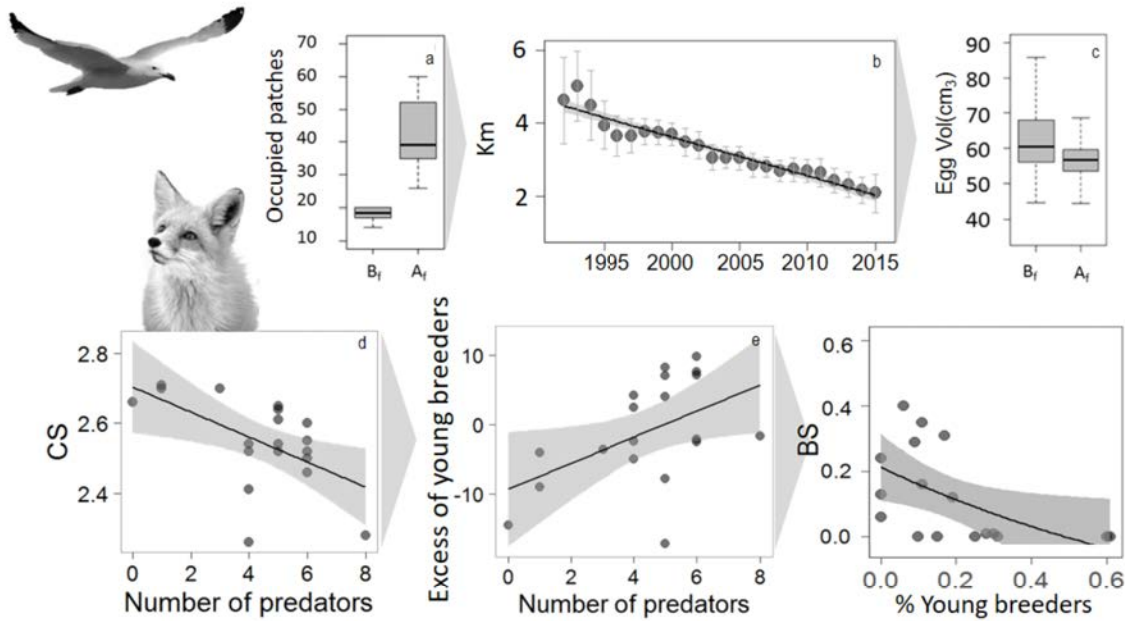 a
Occupied patches
70
60
50
40
30
20
10
B_f
A_f
b
Km
6
4
2
1995 2000 2005 2010 2015
c
Egg Vol(cm₃)
90
80
70
60
50
40
B_f
A_f
d
CS
2.8
2.6
2.4
0 2 4 6 8
Number of predators
e
Excess of young breeders
10
0
-10
0 2 4 6 8
Number of predators
BS
0.6
0.4
0.2
0.0
0.0 0.2 0.4 0.6
% Young breeders